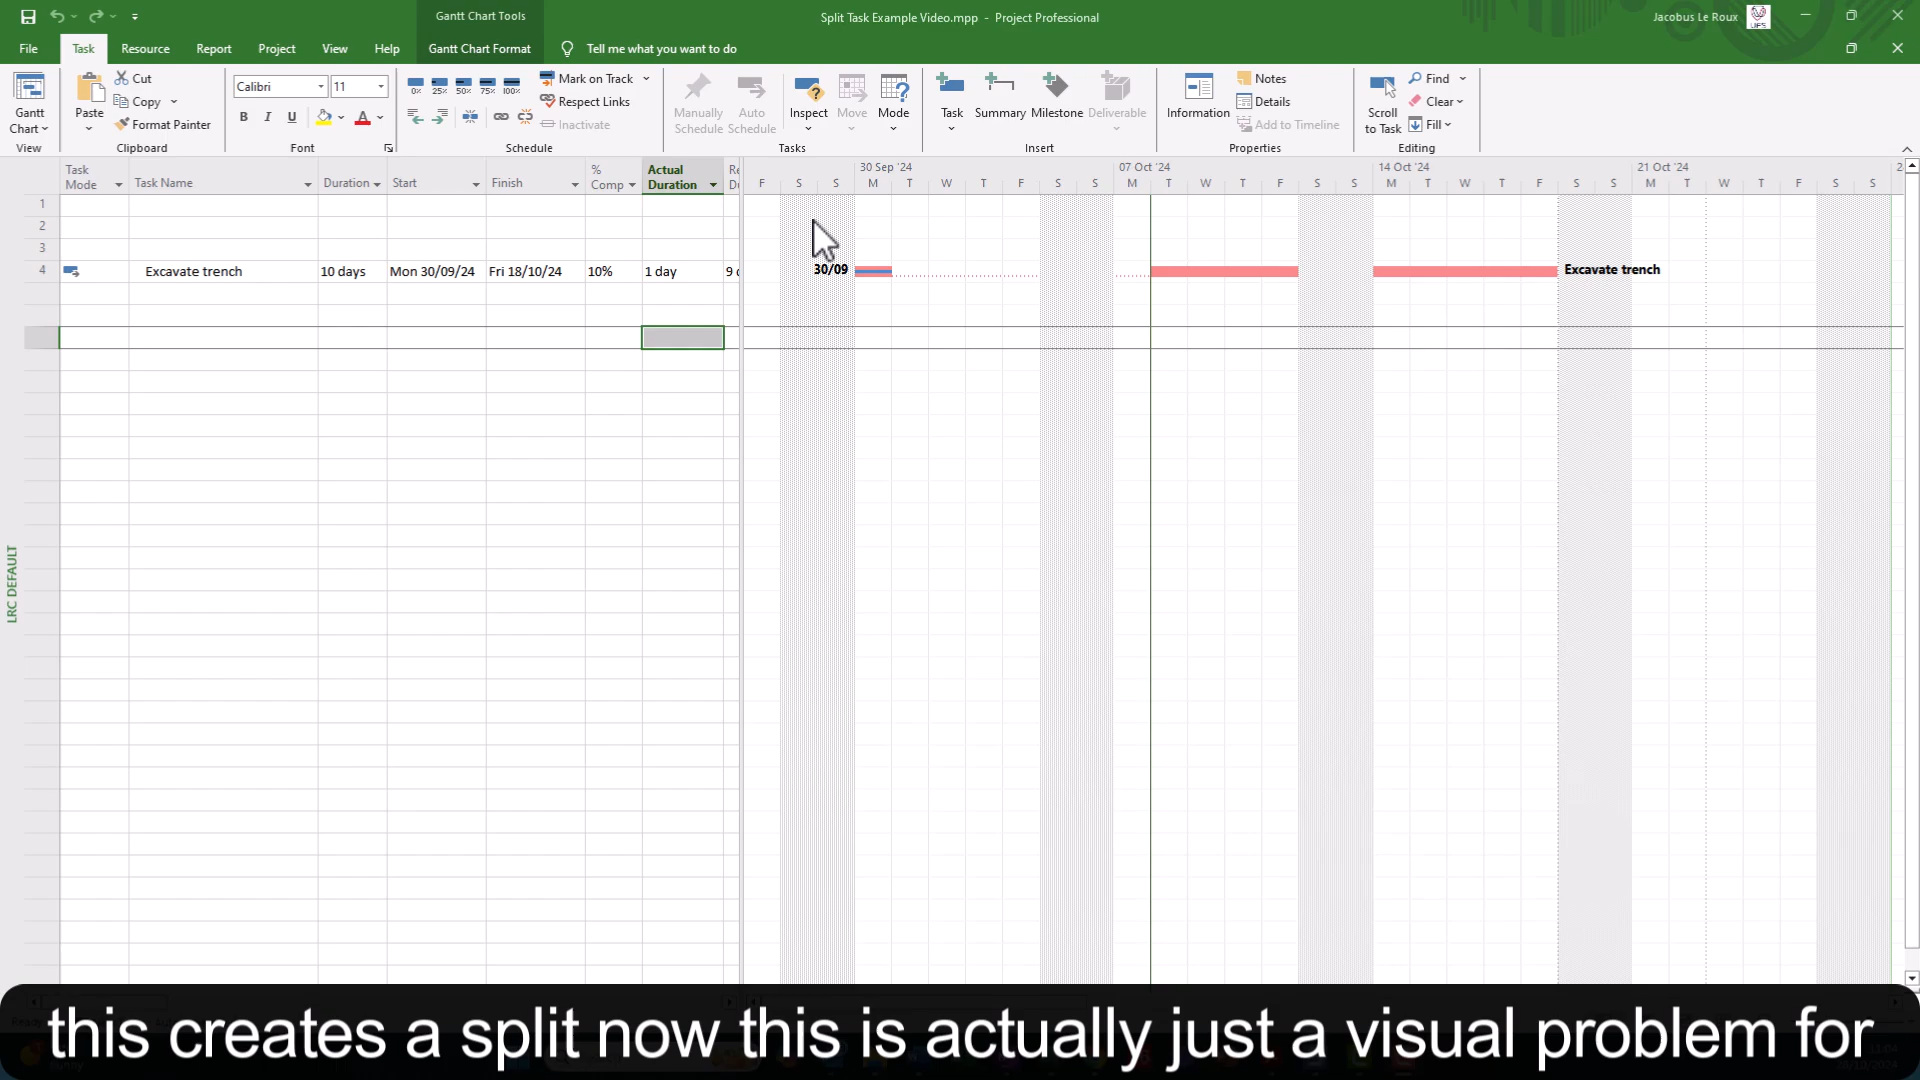 Gantt Chart Tools
Split Task Example Video.mpp - Project Professional
Jacobus Le Roux
File Task Resource Report Project View Help Gantt Chart Format Tell me what you want to do
Gantt Chart
View
Paste
Cut
Copy
Format Painter
Clipboard
Calibri 11
B I U A
Font
0% 25% 50% 75% 100%
Mark on Track
Respect Links
Inactivate
Schedule
Manually Schedule
Auto Schedule
Inspect
Move
Mode
Tasks
Task
Summary
Milestone
Deliverable
Insert
Information
Notes
Details
Add to Timeline
Properties
Scroll to Task
Find
Clear
Fill
Editing
Task Mode Task Name Duration Start Finish % Comp Actual Duration
30 Sep '24 07 Oct '24 14 Oct '24 21 Oct '24
F S S M T W T F S S M T W T F S S M T W T F S S M T W T F S S
1
2
3
4 Excavate trench 10 days Mon 30/09/24 Fri 18/10/24 10% 1 day
30/09 Excavate trench
LRC DEFAULT
this creates a split now this is actually just a visual problem for